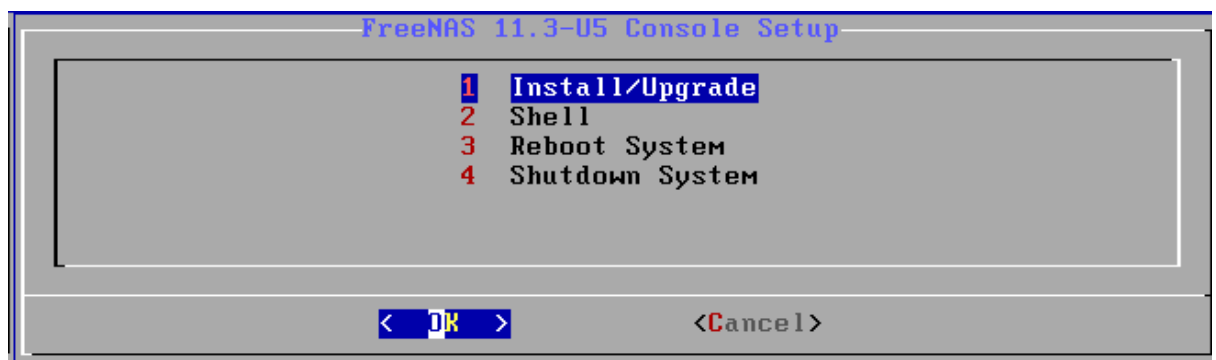 FreeNAS 11.3-U5 Console Setup
1 Install/Upgrade
2 Shell
3 Reboot System
4 Shutdown System
< OK > <Cancel>